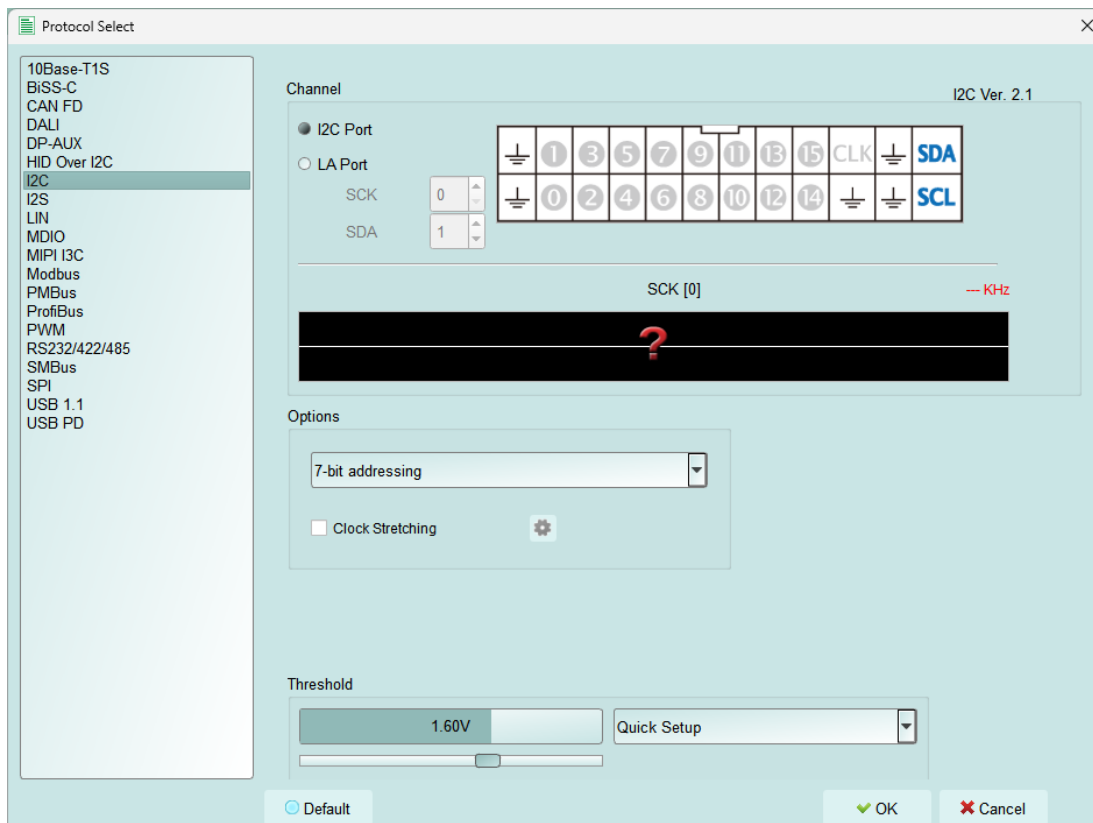 Protocol Select
10Base-T1S
BiSS-C
CAN FD
DALI
DP-AUX
HID Over I2C
I2C
I2S
LIN
MDIO
MIPI I3C
Modbus
PMBus
ProfiBus
PWM
RS232/422/485
SMBus
SPI
USB 1.1
USB PD
Channel
I2C Ver. 2.1
I2C Port
LA Port
SCK 0
SDA 1
1 3 5 7 9 11 13 15 CLK SDA
0 2 4 6 8 10 12 14 SCL
SCK [0]
--- KHz
?
Options
7-bit addressing
Clock Stretching
Threshold
1.60V
Quick Setup
Default
OK
Cancel